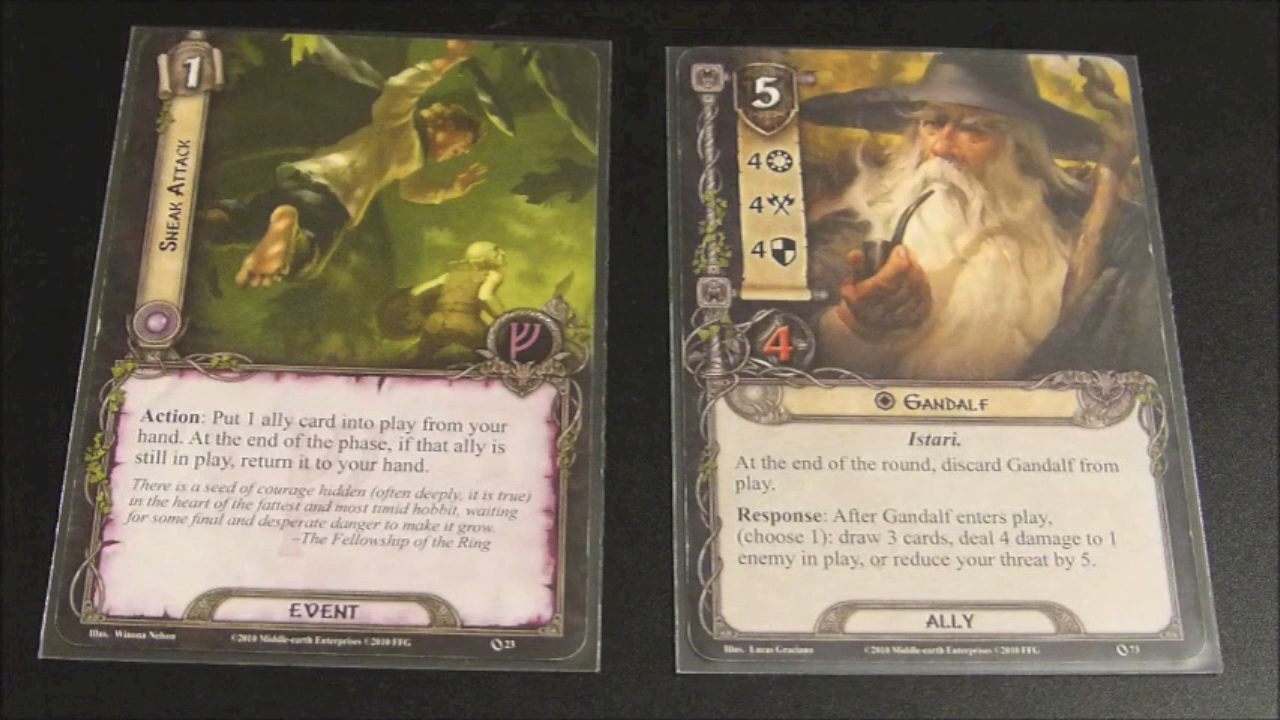 1
SNEAK ATTACK
Action: Put 1 ally card into play from your
hand. At the end of the phase, if that ally is
still in play, return it to your hand.
There is a seed of courage hidden (often deeply, it is true)
in the heart of the fattest and most timid hobbit, waiting
for some final and desperate danger to make it grow.
–The Fellowship of the Ring
EVENT
Illus. Winona Nelson ©2010 Middle-earth Enterprises ©2010 FFG 23
5
4
4
4
4
GANDALF
Istari.
At the end of the round, discard Gandalf from
play.
Response: After Gandalf enters play,
(choose 1): draw 3 cards, deal 4 damage to 1
enemy in play, or reduce your threat by 5.
ALLY
Illus. Lucas Graciano ©2010 Middle-earth Enterprises ©2010 FFG 73